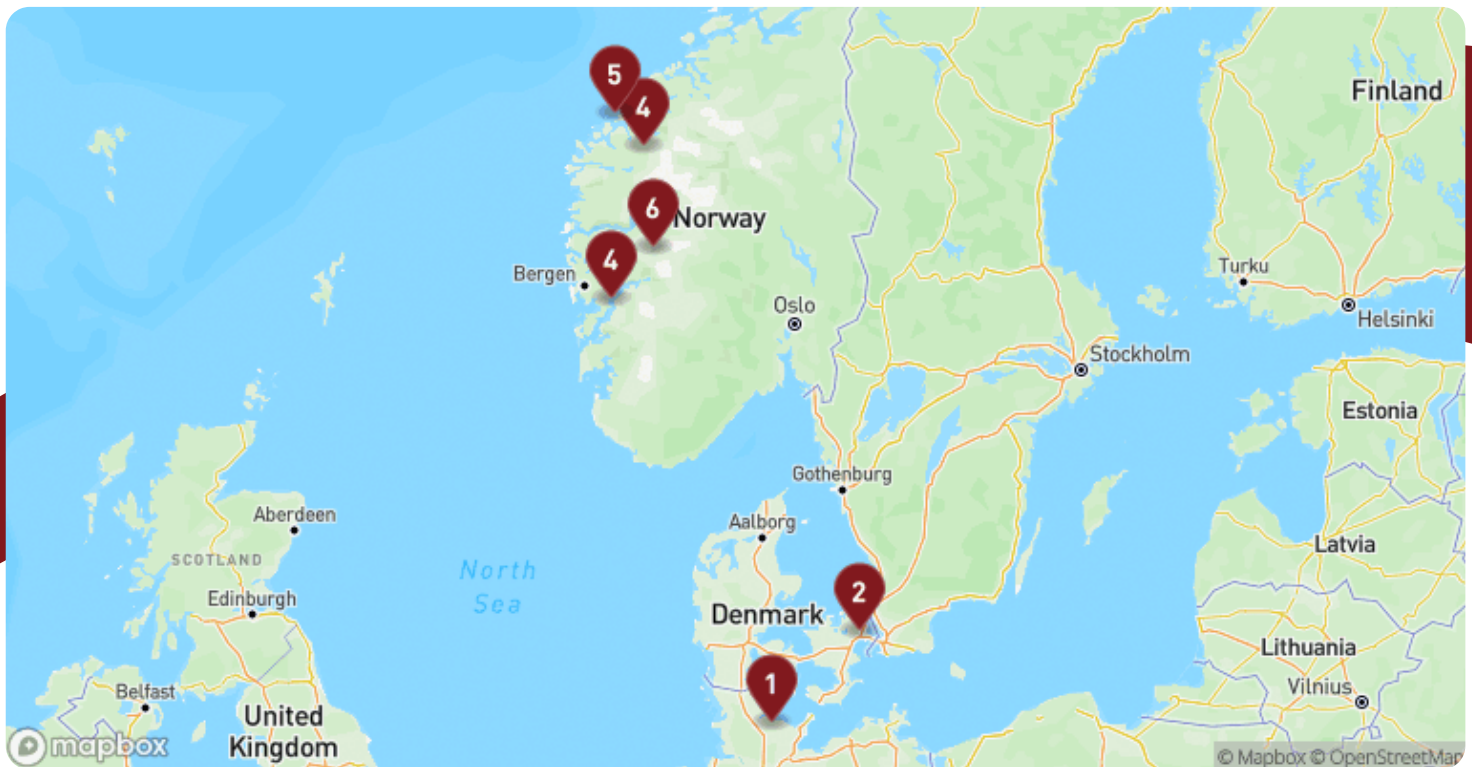 5
4
Finland
6
Norway
4
Bergen
Turku
Oslo
Helsinki
Stockholm
Estonia
Gothenburg
Aberdeen
Aalborg
SCOTLAND
Latvia
North
Sea
Edinburgh
2
Denmark
Lithuania
1
Vilnius
Belfast
United
Kingdom
mapbox
© Mapbox © OpenStreetMap